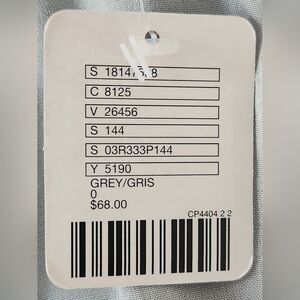 C 8125
V 26456
S 144
S 03R333P144
Y 5190
GREY/GRIS
0
$68.00
CP4404 2 2